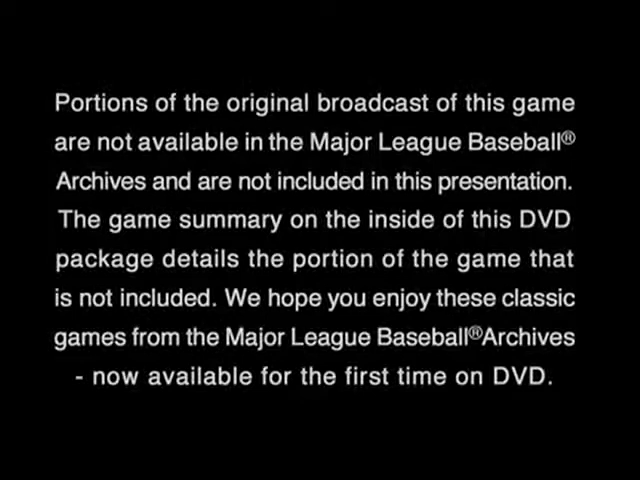 Portions of the original broadcast of this game
are not available in the Major League Baseball®
Archives and are not included in this presentation.
The game summary on the inside of this DVD
package details the portion of the game that
is not included. We hope you enjoy these classic
games from the Major League Baseball®Archives
- now available for the first time on DVD.